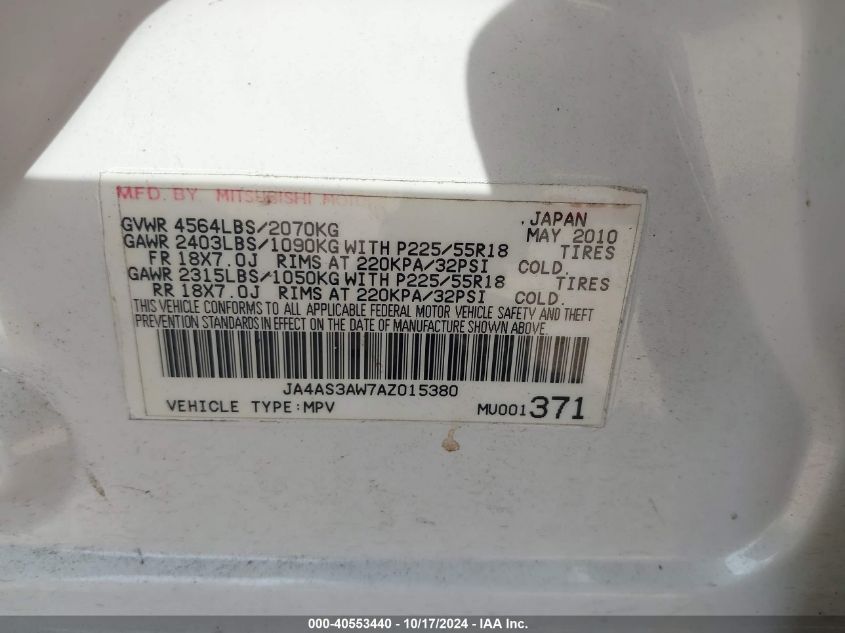 MFD. BY MITSUBISHI
GVWR 4564LBS/2070KG , JAPAN MAY 2010
GAWR 2403LBS/1090KG WITH P225/55R18 TIRES
FR 18X7.0J RIMS AT 220KPA/32PSI COLD.
GAWR 2315LBS/1050KG WITH P225/55R18 TIRES
RR 18X7.0J RIMS AT 220KPA/32PSI COLD.
THIS VEHICLE CONFORMS TO ALL APPLICABLE FEDERAL MOTOR VEHICLE SAFETY AND THEFT
PREVENTION STANDARDS IN EFFECT ON THE DATE OF MANUFACTURE SHOWN ABOVE.
JA4AS3AW7AZ015380
VEHICLE TYPE:MPV MU001371
000-40553440 - 10/17/2024 - IAA Inc.